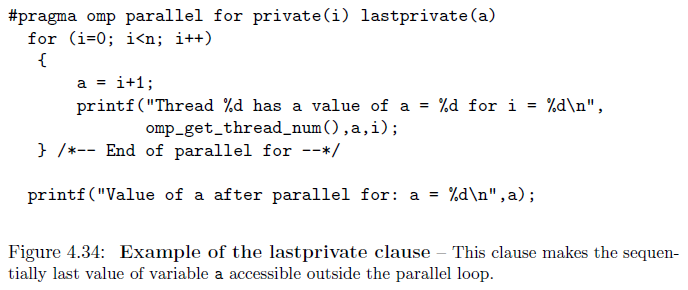 #pragma omp parallel for private(i) lastprivate(a)
for (i=0; i<n; i++)
{
a = i+1;
printf("Thread %d has a value of a = %d for i = %d\n",
omp_get_thread_num(),a,i);
} /*-- End of parallel for --*/
printf("Value of a after parallel for: a = %d\n",a);
Figure 4.34: Example of the lastprivate clause – This clause makes the sequen-
tially last value of variable a accessible outside the parallel loop.